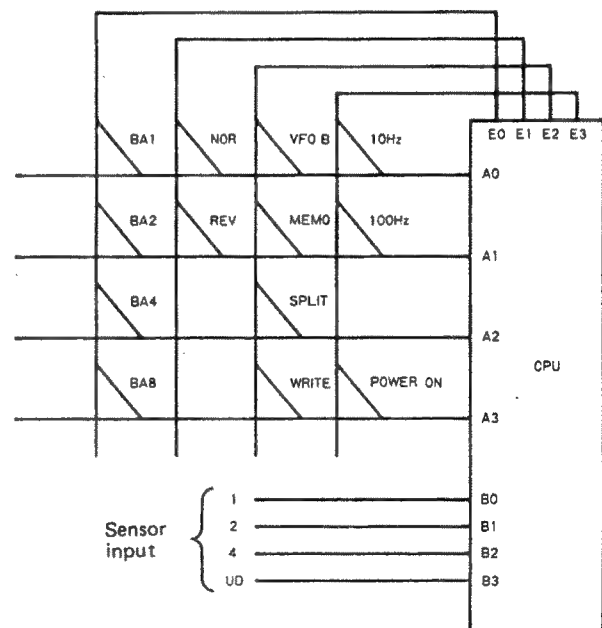 E0 E1 E2 E3
BA1 NOR VFO B 10Hz
A0
BA2 REV MEMO 100Hz
A1
BA4 SPLIT
A2
CPU
BA8 WRITE POWER ON
A3
1 B0
2 B1
Sensor
input
4 B2
UD B3